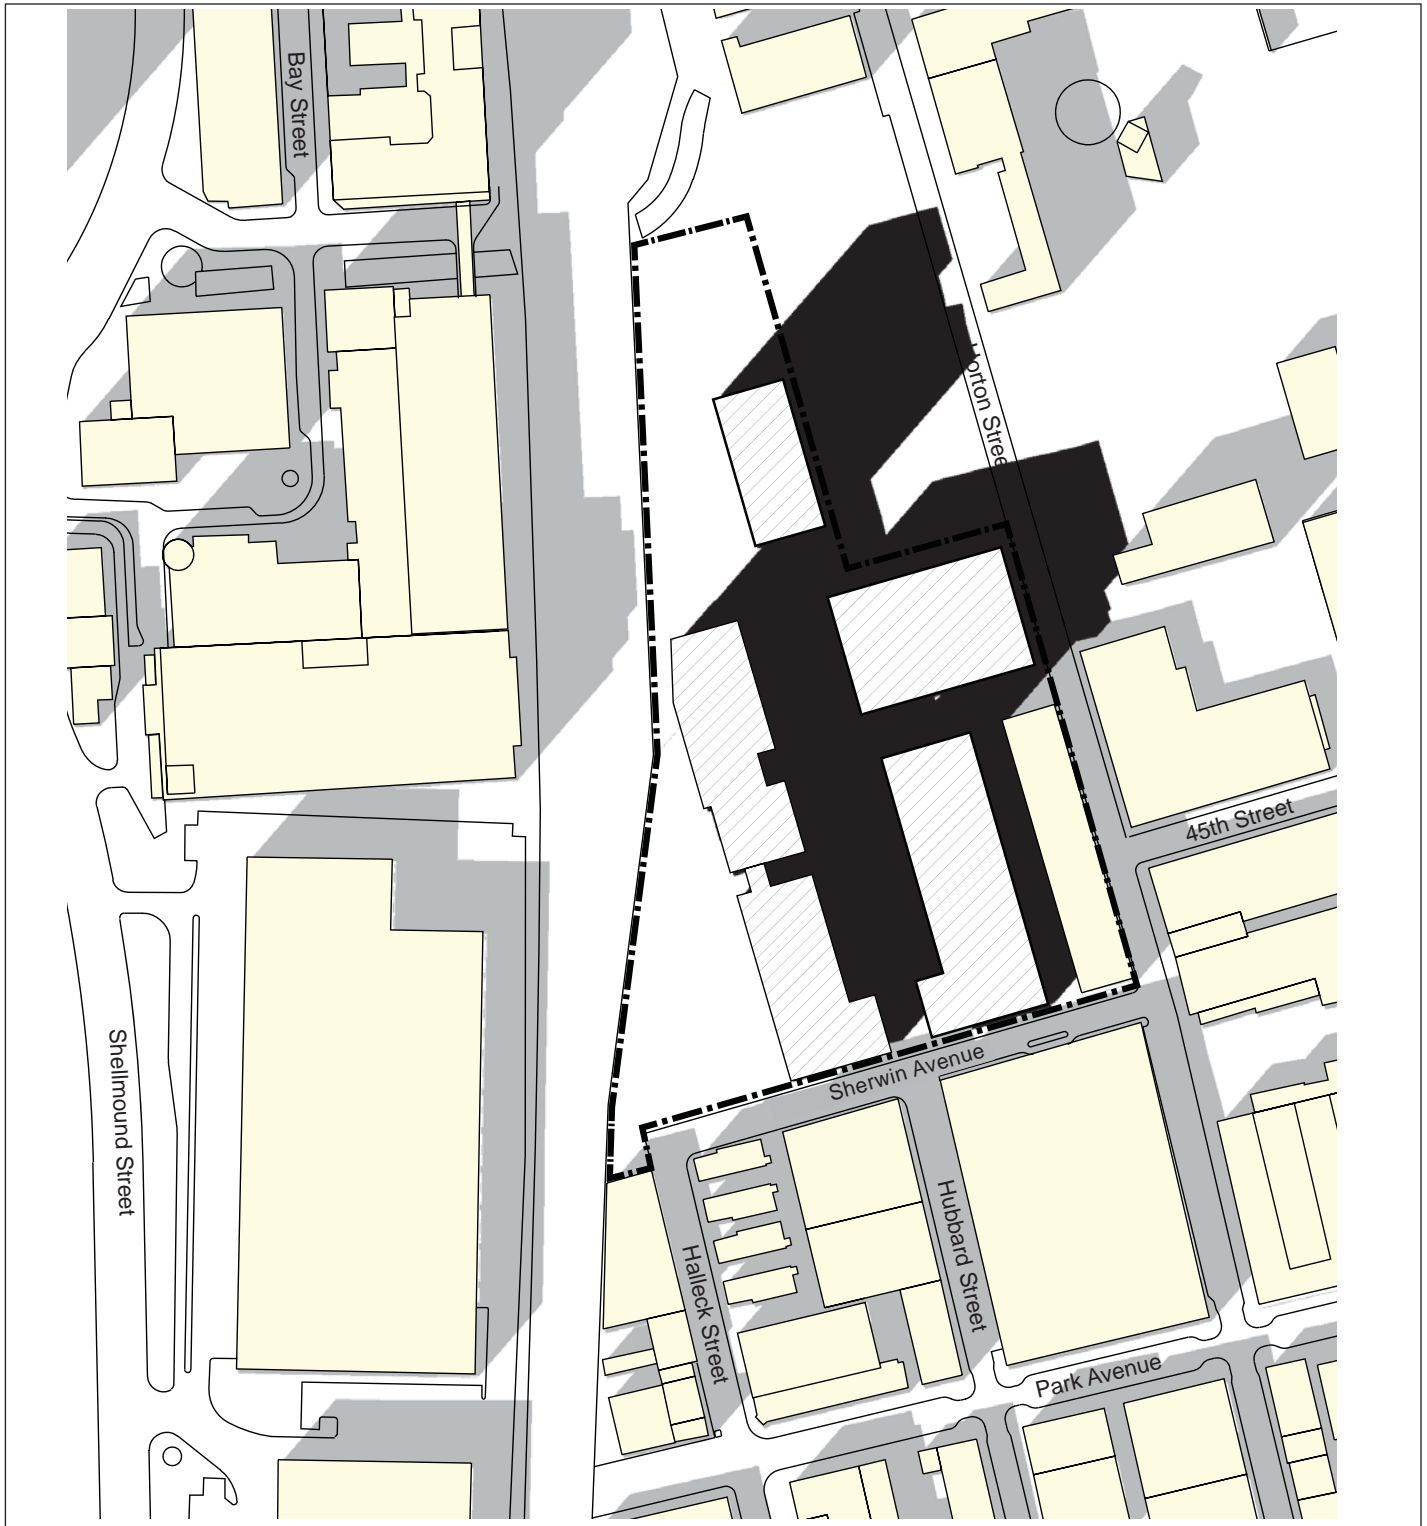 Bay Street
Horton Stree
45th Street
Sherwin Avenue
Shellmound Street
Hubbard Street
Halleck Street
Park Avenue